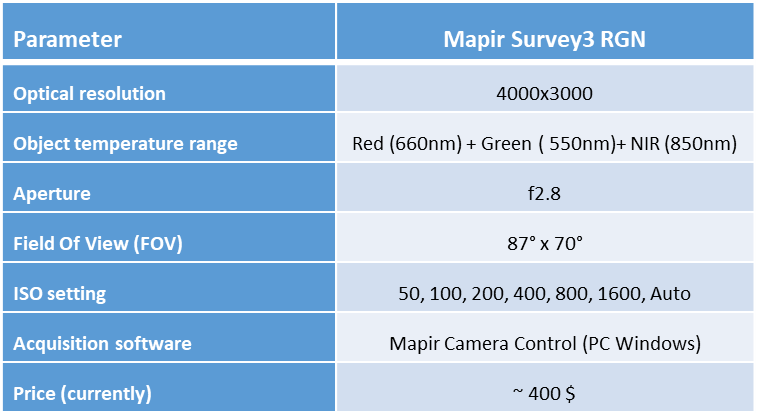 Parameter Mapir Survey3 RGN
Optical resolution 4000x3000
Object temperature range Red (660nm) + Green ( 550nm)+ NIR (850nm)
Aperture f2.8
Field Of View (FOV) 87° x 70°
ISO setting 50, 100, 200, 400, 800, 1600, Auto
Acquisition software Mapir Camera Control (PC Windows)
Price (currently) ~ 400 $